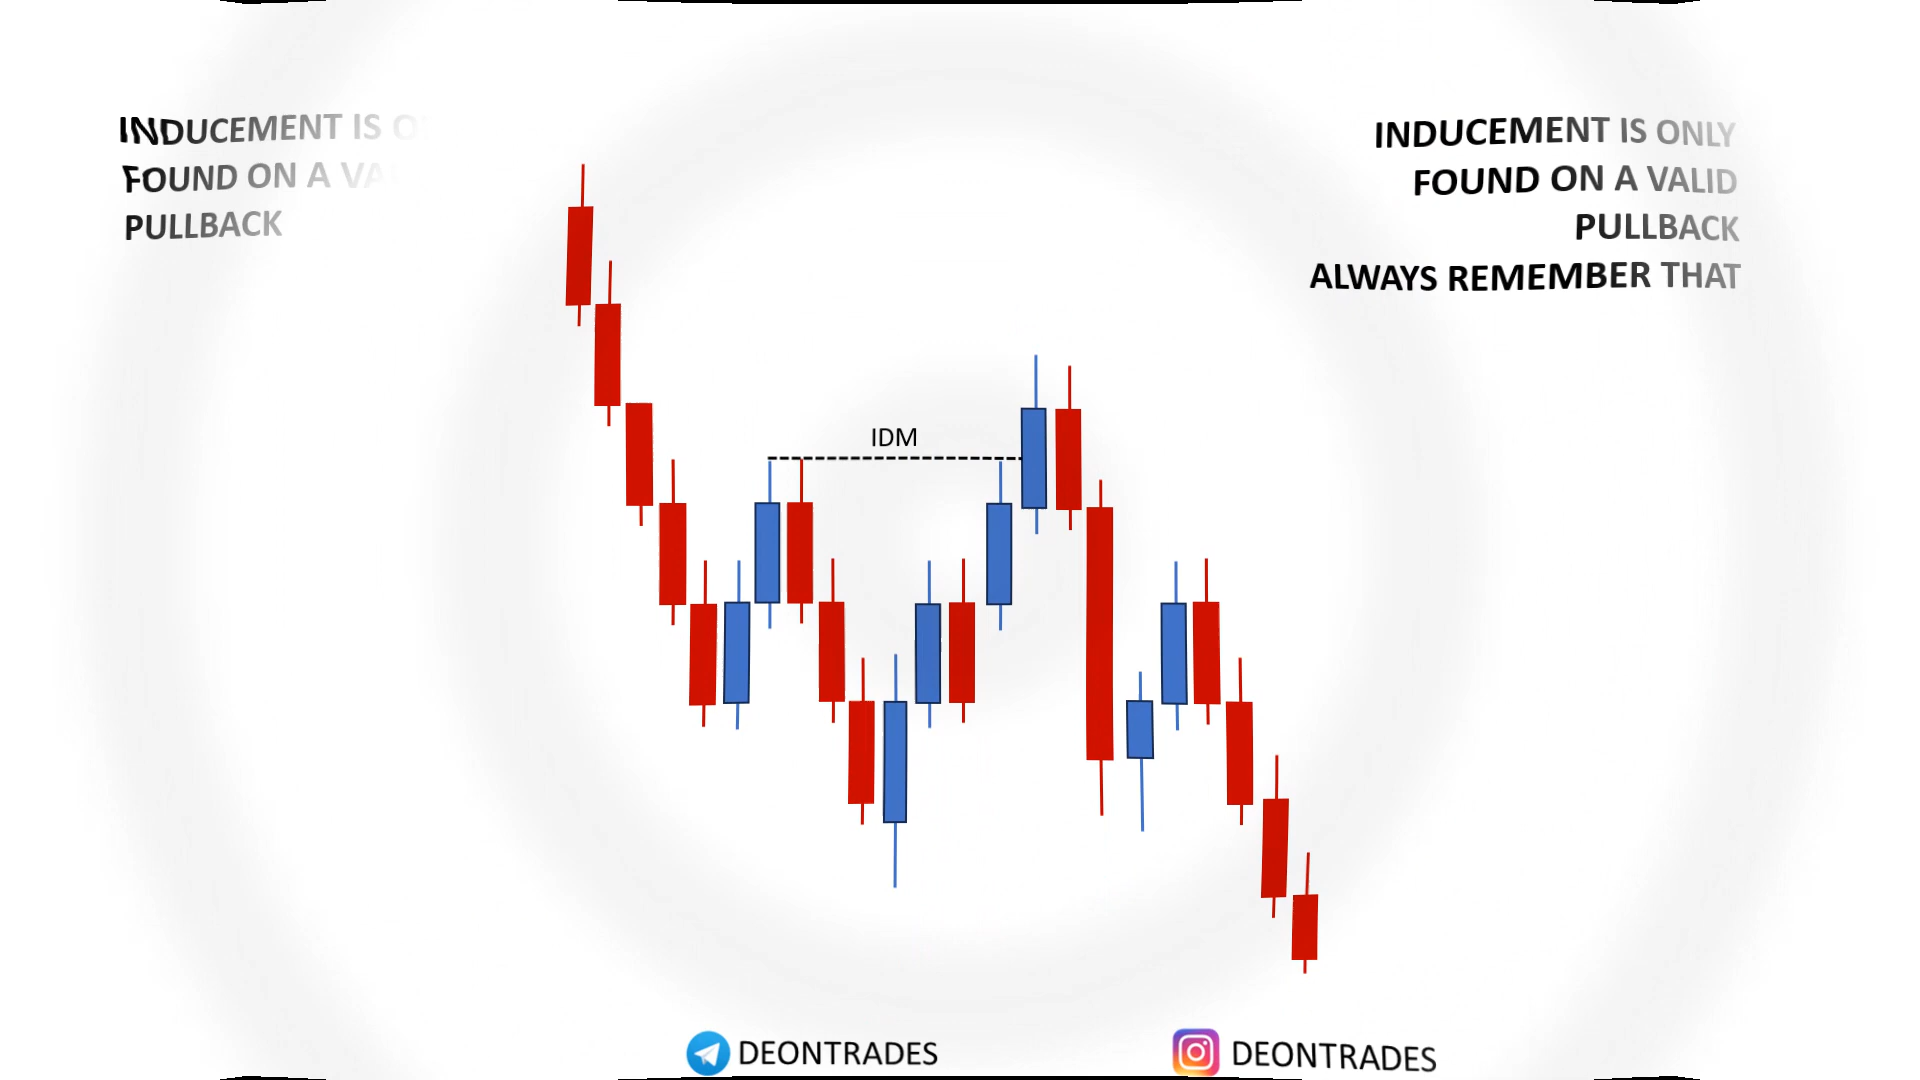 INDUCEMENT IS
FOUND ON A
PULLBACK
INDUCEMENT IS ONLY
FOUND ON A VALID
PULLBACK
ALWAYS REMEMBER THAT
IDM
DEONTRADES
DEONTRADES